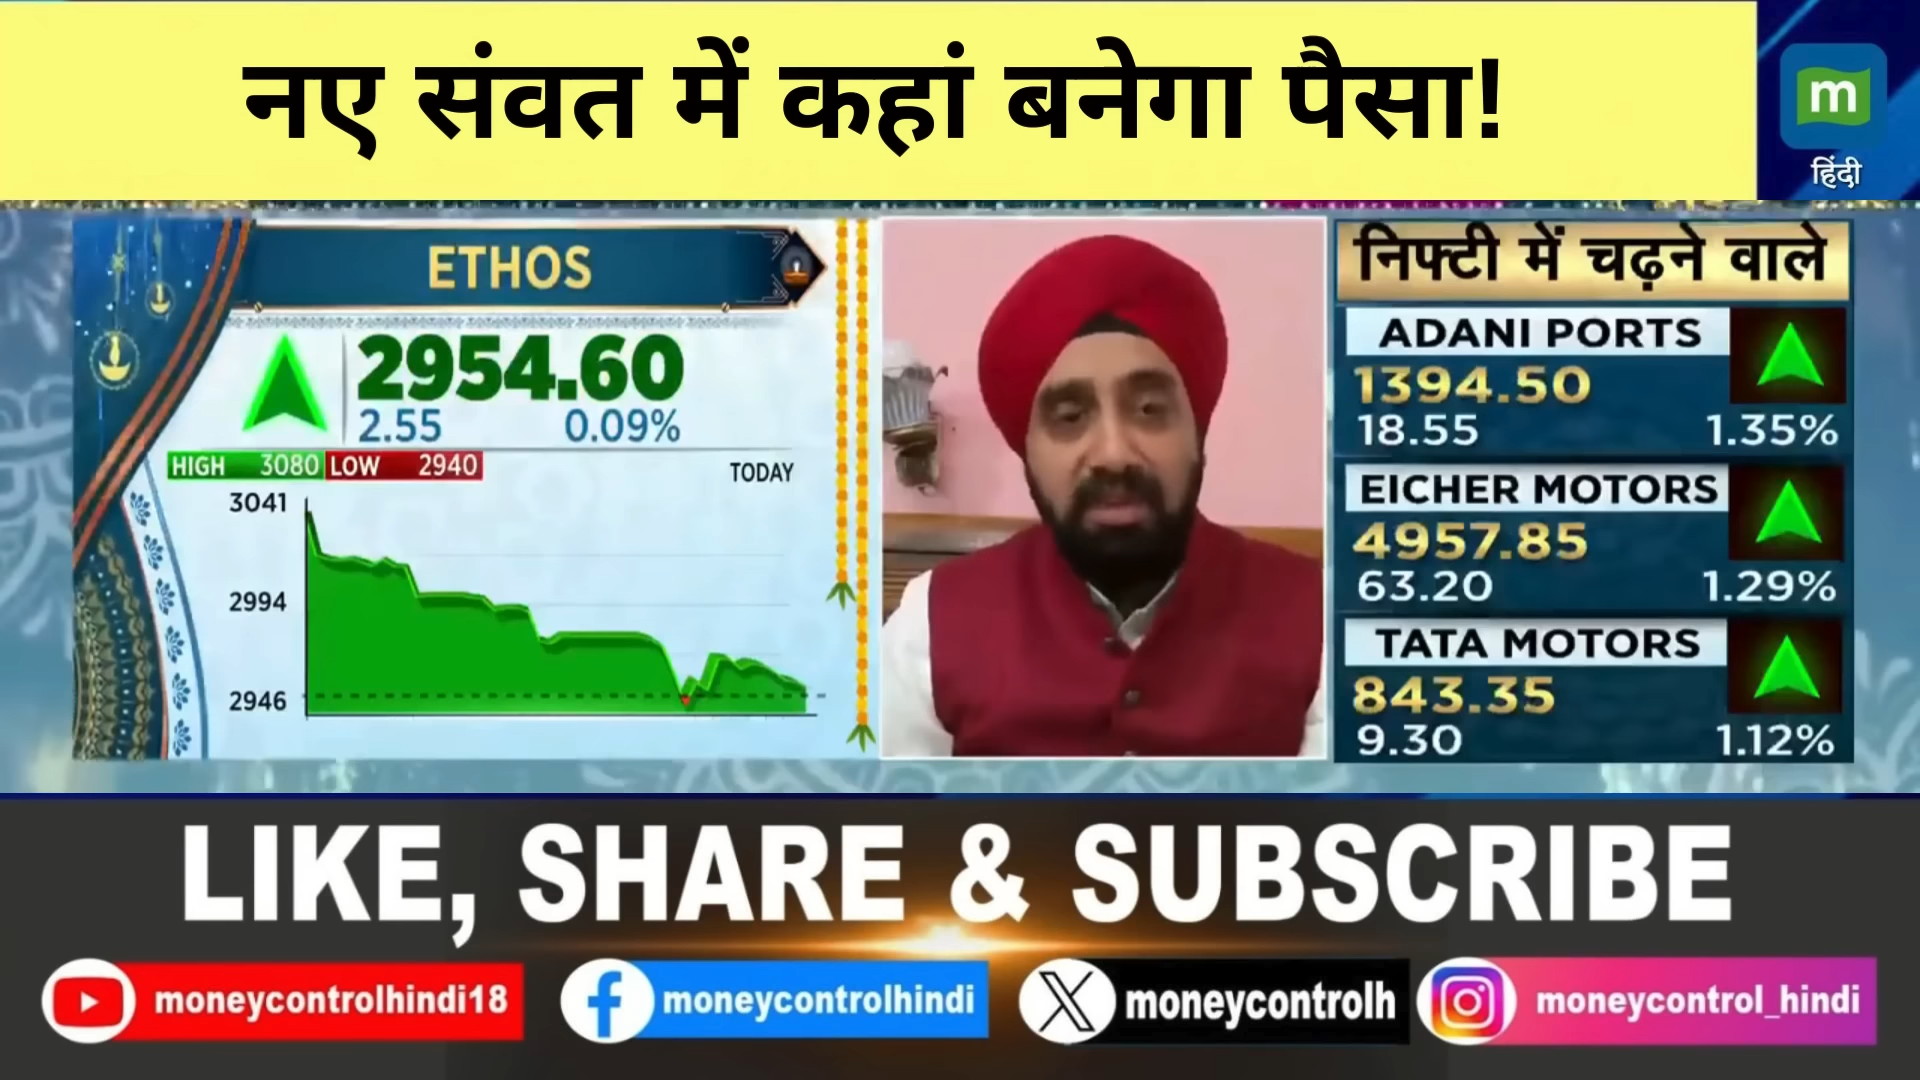 नए संवत में कहां बनेगा पैसा!
m
हिंदी
ETHOS
2954.60
2.55 0.09%
HIGH 3080 LOW 2940
TODAY
3041
2994
2946
निफ्टी में चढ़ने वाले
ADANI PORTS
1394.50
18.55 1.35%
EICHER MOTORS
4957.85
63.20 1.29%
TATA MOTORS
843.35
9.30 1.12%
LIKE, SHARE & SUBSCRIBE
moneycontrolhindi18 moneycontrolhindi moneycontrolh moneycontrol_hindi